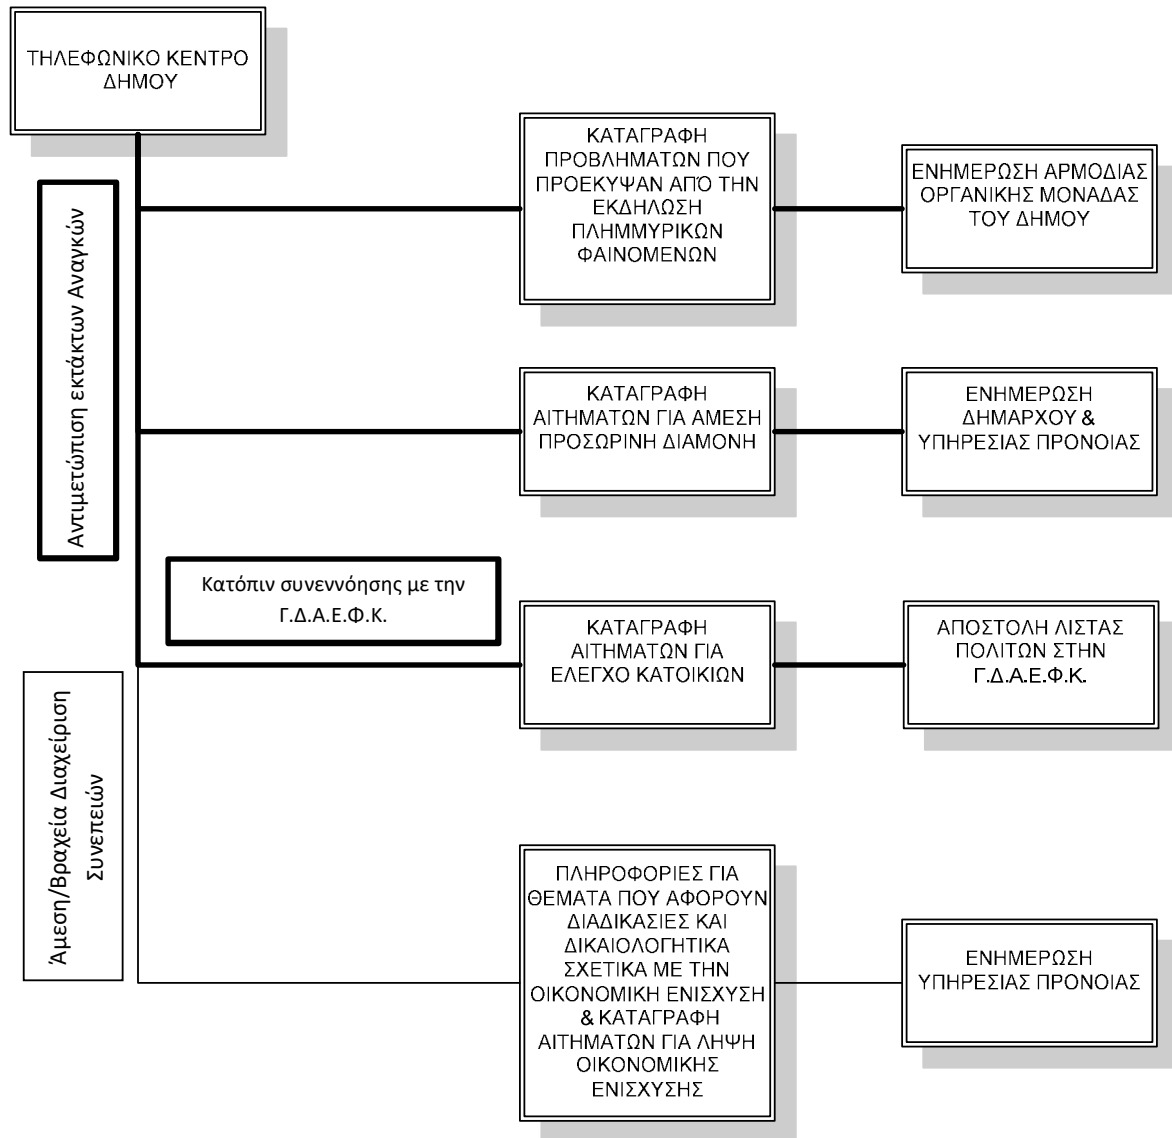 ΤΗΛΕΦΩΝΙΚΟ ΚΕΝΤΡΟ
ΔΗΜΟΥ
ΚΑΤΑΓΡΑΦΗ
ΠΡΟΒΛΗΜΑΤΩΝ ΠΟΥ
ΠΡΟΕΚΥΨΑΝ ΑΠΌ ΤΗΝ
ΕΚΔΗΛΩΣΗ
ΠΛΗΜΜΥΡΙΚΩΝ
ΦΑΙΝΟΜΕΝΩΝ
ΕΝΗΜΕΡΩΣΗ ΑΡΜΟΔΙΑΣ
ΟΡΓΑΝΙΚΗΣ ΜΟΝΑΔΑΣ
ΤΟΥ ΔΗΜΟΥ
Αντιμετώπιση εκτάκτων Αναγκών
ΚΑΤΑΓΡΑΦΗ
ΑΙΤΗΜΑΤΩΝ ΓΙΑ ΑΜΕΣΗ
ΠΡΟΣΩΡΙΝΗ ΔΙΑΜΟΝΗ
ΕΝΗΜΕΡΩΣΗ
ΔΗΜΑΡΧΟΥ &
ΥΠΗΡΕΣΙΑΣ ΠΡΟΝΟΙΑΣ
Κατόπιν συνεννόησης με την
Γ.Δ.Α.Ε.Φ.Κ.
ΚΑΤΑΓΡΑΦΗ
ΑΙΤΗΜΑΤΩΝ ΓΙΑ
ΕΛΕΓΧΟ ΚΑΤΟΙΚΙΩΝ
ΑΠΟΣΤΟΛΗ ΛΙΣΤΑΣ
ΠΟΛΙΤΩΝ ΣΤΗΝ
Γ.Δ.Α.Ε.Φ.Κ.
Άμεση/Βραχεία Διαχείριση
Συνεπειών
ΠΛΗΡΟΦΟΡΙΕΣ ΓΙΑ
ΘΕΜΑΤΑ ΠΟΥ ΑΦΟΡΟΥΝ
ΔΙΑΔΙΚΑΣΙΕΣ ΚΑΙ
ΔΙΚΑΙΟΛΟΓΗΤΙΚΑ
ΣΧΕΤΙΚΑ ΜΕ ΤΗΝ
ΟΙΚΟΝΟΜΙΚΗ ΕΝΙΣΧΥΣΗ
& ΚΑΤΑΓΡΑΦΗ
ΑΙΤΗΜΑΤΩΝ ΓΙΑ ΛΗΨΗ
ΟΙΚΟΝΟΜΙΚΗΣ
ΕΝΙΣΧΥΣΗΣ
ΕΝΗΜΕΡΩΣΗ
ΥΠΗΡΕΣΙΑΣ ΠΡΟΝΟΙΑΣ